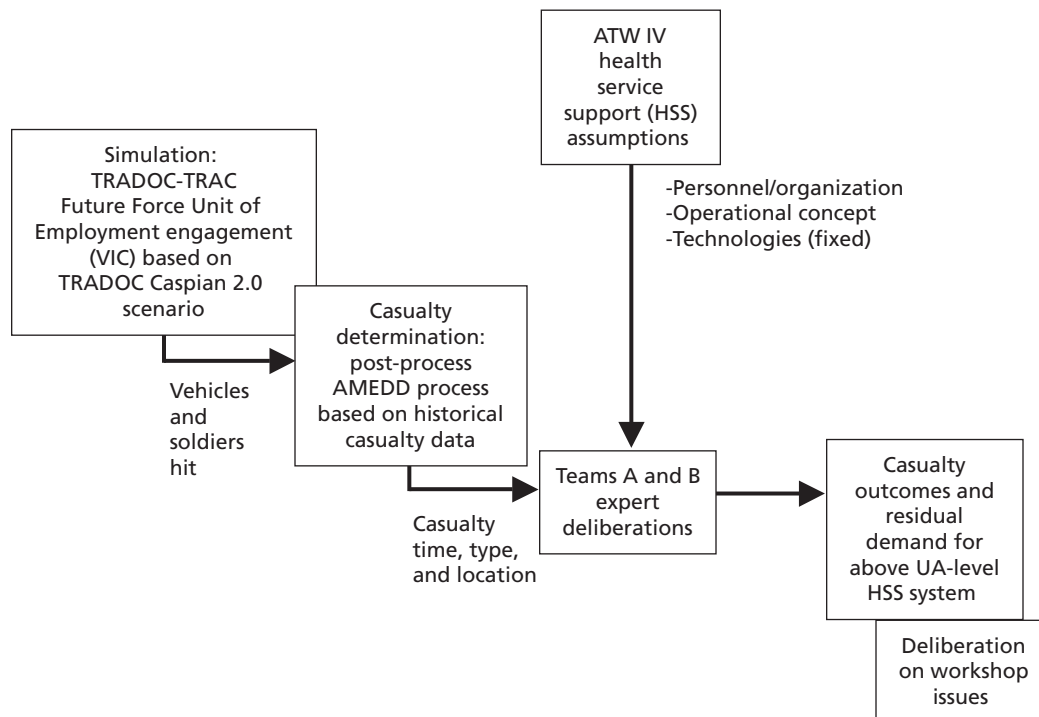 Simulation:
TRADOC-TRAC
Future Force Unit of
Employment engagement
(VIC) based on
TRADOC Caspian 2.0
scenario
Vehicles
and
soldiers
hit
Casualty
determination:
post-process
AMEDD process
based on historical
casualty data
Casualty
time, type,
and location
ATW IV
health
service
support (HSS)
assumptions
-Personnel/organization
-Operational concept
-Technologies (fixed)
Teams A and B
expert
deliberations
Casualty
outcomes and
residual
demand for
above UA-level
HSS system
Deliberation
on workshop
issues